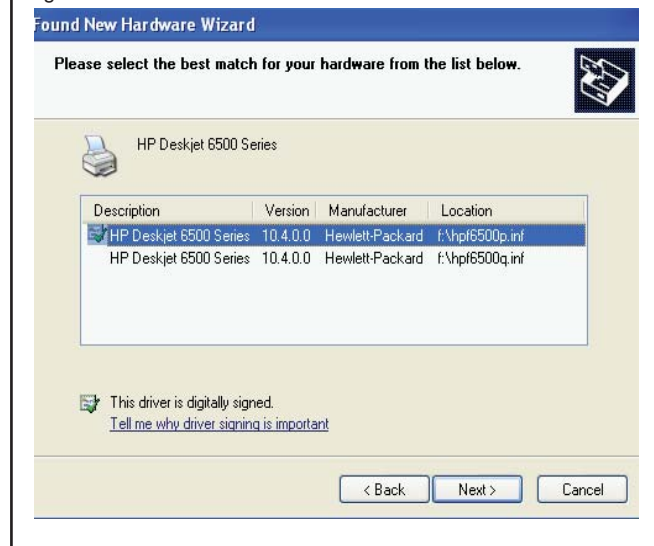 Found New Hardware Wizard
Please select the best match for your hardware from the list below.
HP Deskjet 6500 Series
Description Version Manufacturer Location
HP Deskjet 6500 Series 10.4.0.0 Hewlett-Packard f:\hpf6500p.inf
HP Deskjet 6500 Series 10.4.0.0 Hewlett-Packard f:\hpf6500q.inf
This driver is digitally signed.
Tell me why driver signing is important
< Back Next > Cancel